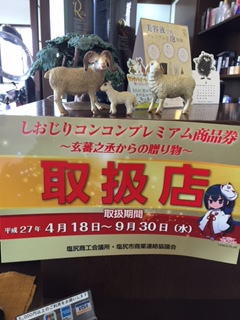 美容液
しおじりコンコンプレミアム商品券
～玄蕃之丞からの贈り物～
取扱店
取扱期間
平成27年 4月18日～9月30日(水)
塩尻商工会議所・塩尻市商業連絡協議会